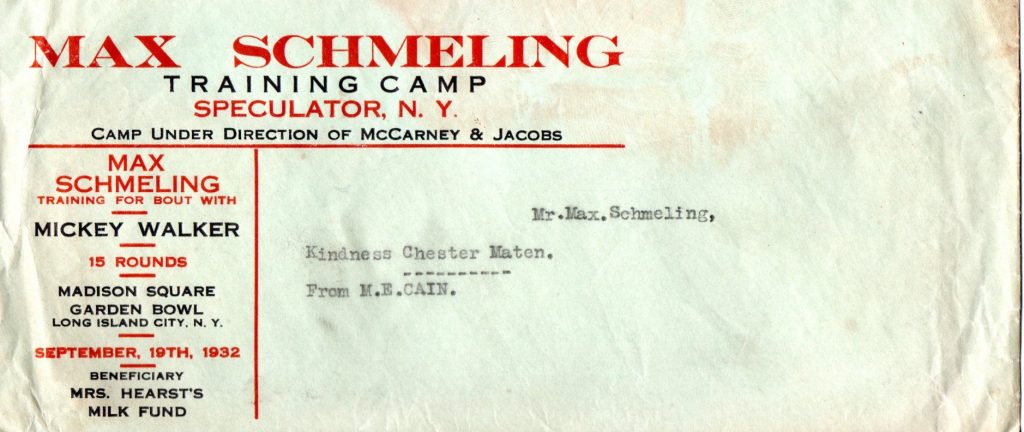 MAX SCHMELING
TRAINING CAMP
SPECULATOR, N. Y.
CAMP UNDER DIRECTION OF MCCARNEY & JACOBS
MAX
SCHMELING
TRAINING FOR BOUT WITH
MICKEY WALKER
15 ROUNDS
MADISON SQUARE
GARDEN BOWL
LONG ISLAND CITY, N. Y.
SEPTEMBER, 19TH, 1932
BENEFICIARY
MRS. HEARST'S
MILK FUND
Mr.Max.Schmeling,
Kindness Chester Maten.
----------
From M.E.CAIN.